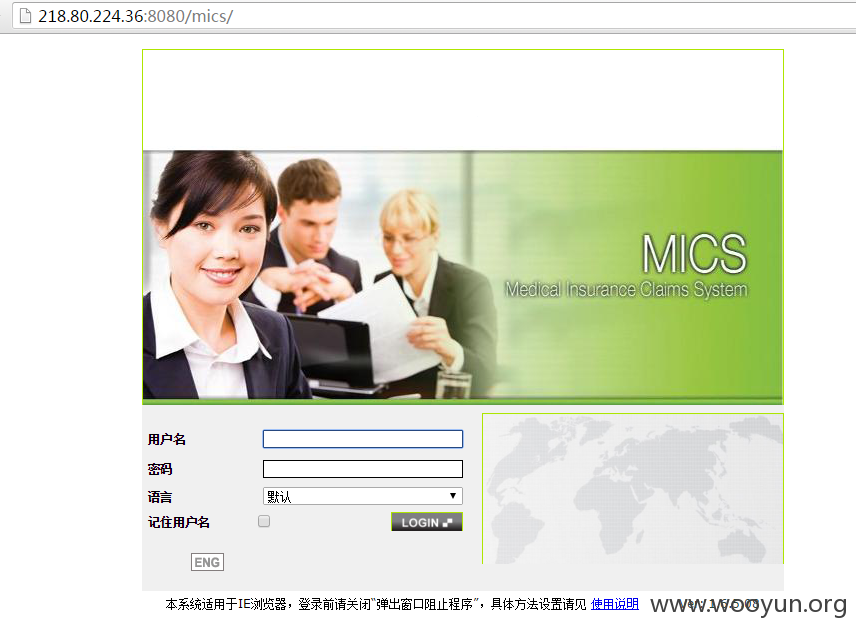 218.80.224.36:8080/mics/
MICS
Medical Insurance Claims System
用户名
密码
语言 默认
记住用户名 LOGIN
ENG
本系统适用于IE浏览器，登录前请关闭"弹出窗口阻止程序"，具体方法设置请见 使用说明
www.wooyun.org